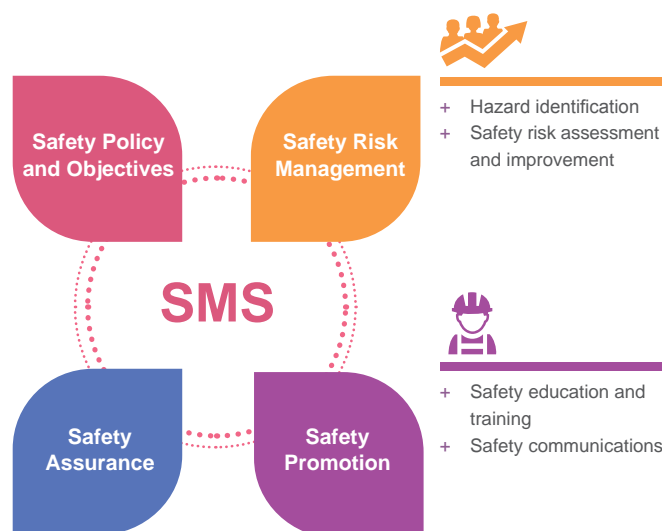 Safety Policy
and Objectives
Safety Risk
Management
+ Hazard identification
+ Safety risk assessment
and improvement
SMS
Safety
Assurance
Safety
Promotion
+ Safety education and
training
+ Safety communications